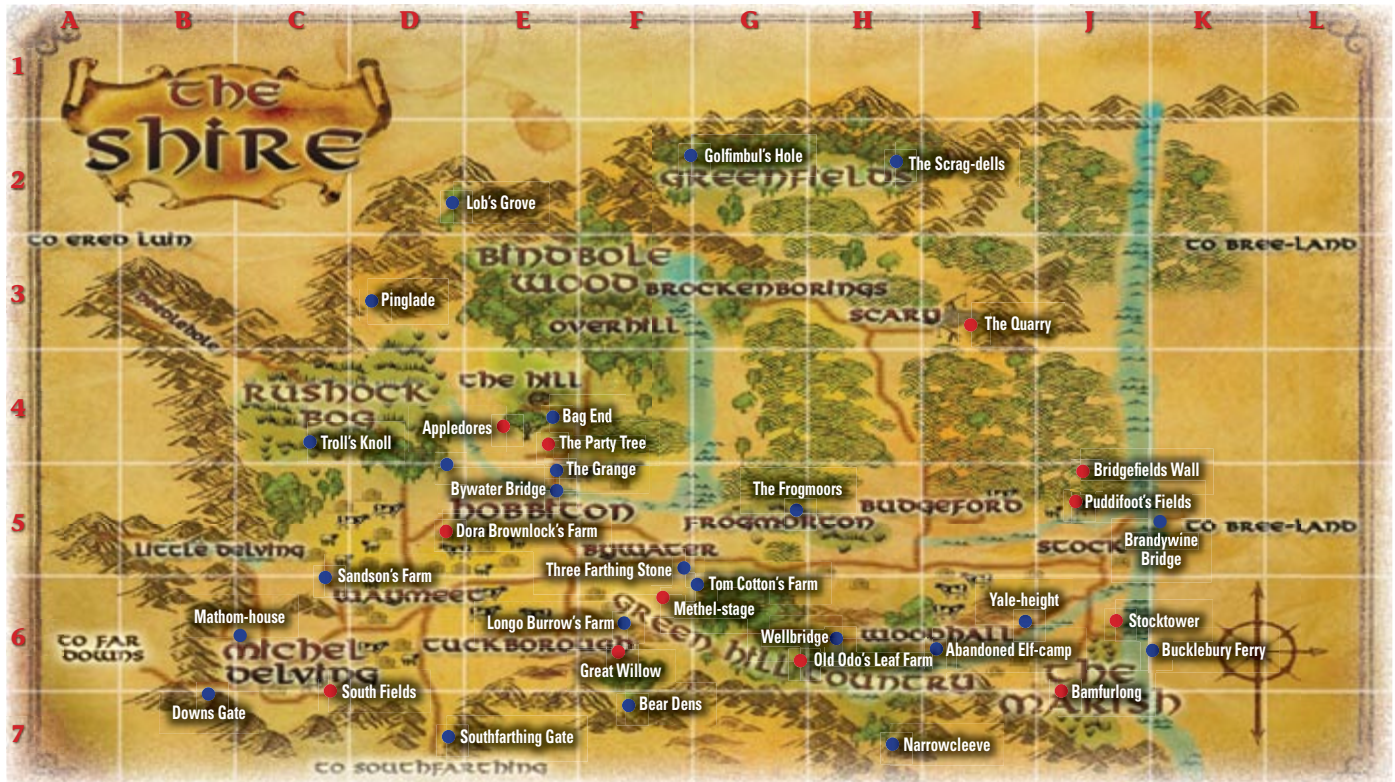 A B C D E F G H I J K L
1
THE
SHIRE
2
Golfimbul's Hole
The Scrag-dells
GREENFIELDS
Lob's Grove
TO ERED LUIN
TO BREE-LAND
BINDBOLE
WOOD
3
NEEDLEHOLE
Pinglade
BROCKENBORINGS
SCARY
OVERHILL
The Quarry
4
THE HILL
RUSHOCK
BOG
Bag End
Appledores
The Party Tree
Troll's Knoll
The Grange
Bridgefields Wall
5
Bywater Bridge
The Frogmoors
HOBBITON
BUDGEFORD
Puddifoot's Fields
FROGMORTON
TO BREE-LAND
Dora Brownlock's Farm
Brandywine
Bridge
LITTLE DELVING
BYWATER
STOCK
Three Farthing Stone
Sandson's Farm
Tom Cotton's Farm
WAYMEET
Yale-height
Methel-stage
6
Mathom-house
GREEN HILL
COUNTRY
Longo Burrow's Farm
Stocktower
TO FAR
DOWNS
Wellbridge
WOODHALL
MICHEL
DELVING
TUCKBOROUGH
Abandoned Elf-camp
Bucklebury Ferry
Old Odo's Leaf Farm
Great Willow
THE
MARISH
South Fields
Bamfurlong
Downs Gate
Bear Dens
7
Southfarthing Gate
Narrowcleeve
TO SOUTHFARTHING